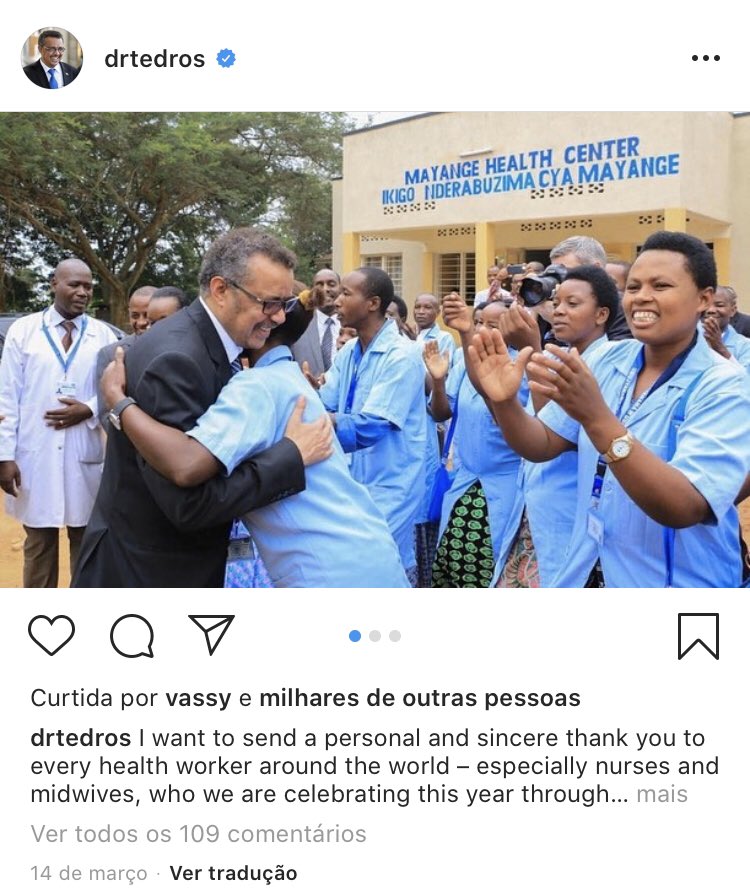 drtedros
MAYANGE HEALTH CENTER
IKIGO NDERABUZIMA CYA MAYANGE
Curtida por vassy e milhares de outras pessoas
drtedros I want to send a personal and sincere thank you to
every health worker around the world – especially nurses and
midwives, who we are celebrating this year through... mais
Ver todos os 109 comentários
14 de março · Ver tradução